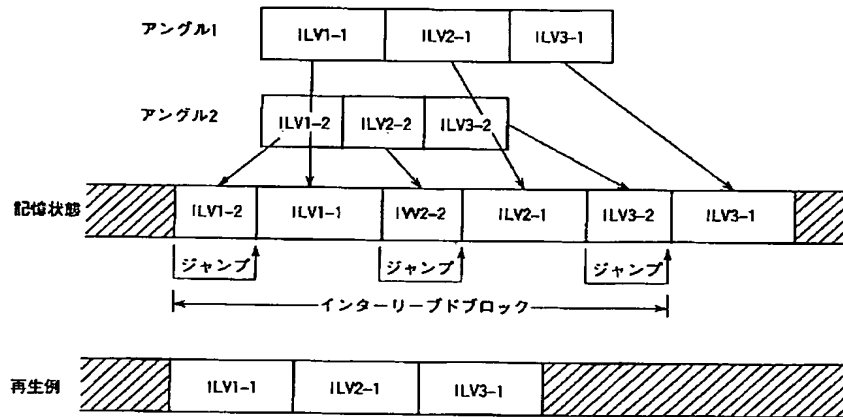 アングル1
ILV1-1 ILV2-1 ILV3-1
アングル2
ILV1-2 ILV2-2 ILV3-2
記憶状態
ILV1-2 ILV1-1 IVV2-2 ILV2-1 ILV3-2 ILV3-1
ジャンプ ジャンプ ジャンプ
インターリーブドブロック
再生例
ILV1-1 ILV2-1 ILV3-1